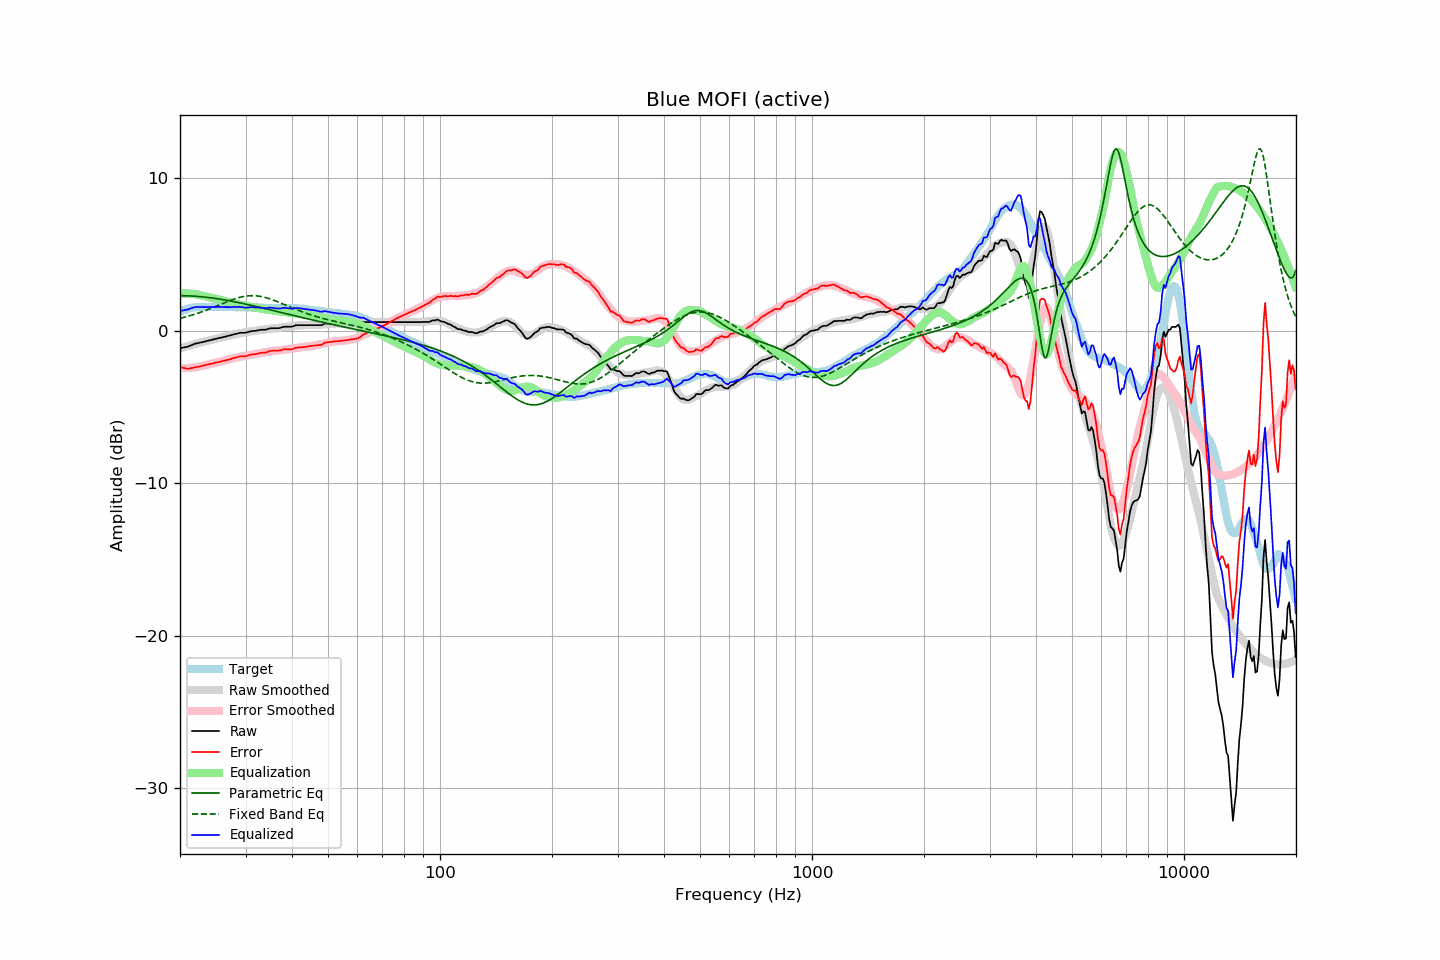 Blue MOFI (active)
Amplitude (dBr)
10
0
−10
−20
−30
Target
Raw Smoothed
Error Smoothed
Raw
Error
Equalization
Parametric Eq
Fixed Band Eq
Equalized
100
1000
10000
Frequency (Hz)